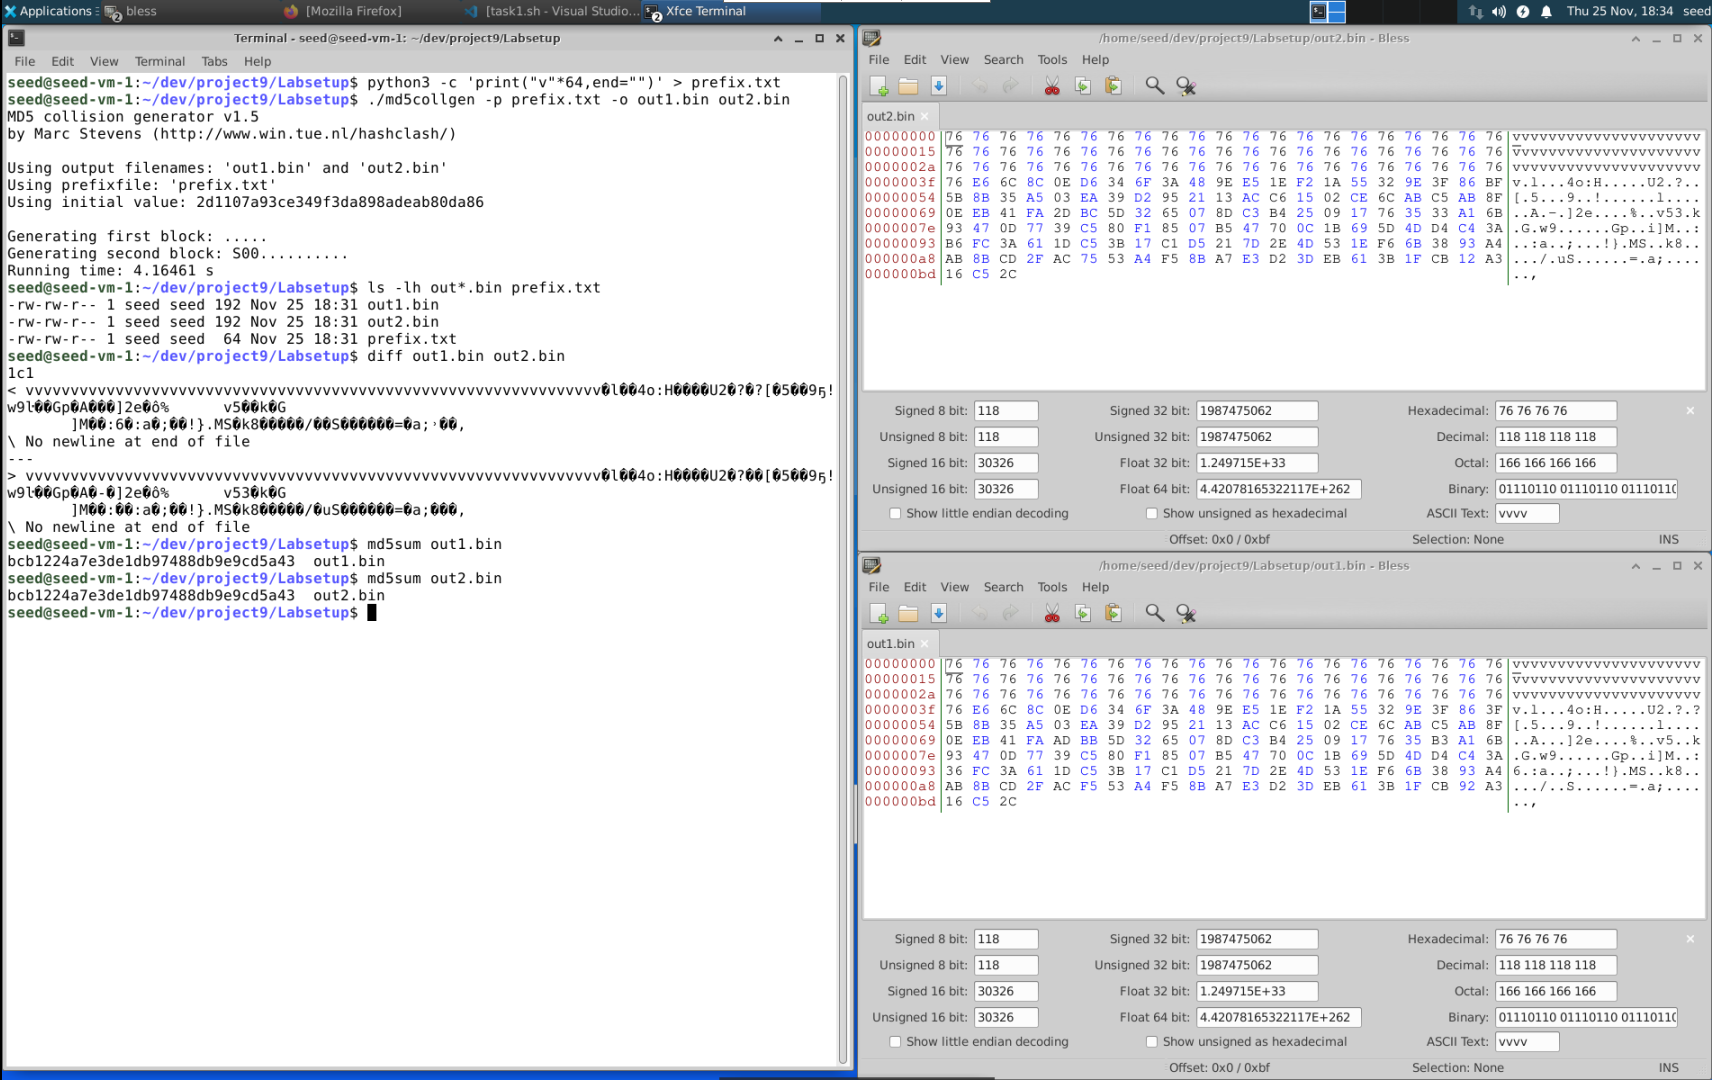 Applications
bless
[Mozilla Firefox]
[task1.sh - Visual Studio...
Xfce Terminal
Thu 25 Nov, 18:34
seed
Terminal - seed@seed-vm-1: ~/dev/project9/Labsetup
File Edit View Terminal Tabs Help
seed@seed-vm-1:~/dev/project9/Labsetup$ python3 -c 'print("v"*64,end="")' > prefix.txt
seed@seed-vm-1:~/dev/project9/Labsetup$ ./md5collgen -p prefix.txt -o out1.bin out2.bin
MD5 collision generator v1.5
by Marc Stevens (http://www.win.tue.nl/hashclash/)
Using output filenames: 'out1.bin' and 'out2.bin'
Using prefixfile: 'prefix.txt'
Using initial value: 2d1107a93ce349f3da898adeab80da86
Generating first block: .....
Generating second block: S00..........
Running time: 4.16461 s
seed@seed-vm-1:~/dev/project9/Labsetup$ ls -lh out*.bin prefix.txt
-rw-rw-r-- 1 seed seed 192 Nov 25 18:31 out1.bin
-rw-rw-r-- 1 seed seed 192 Nov 25 18:31 out2.bin
-rw-rw-r-- 1 seed seed  64 Nov 25 18:31 prefix.txt
seed@seed-vm-1:~/dev/project9/Labsetup$ diff out1.bin out2.bin
1c1
< vvvvvvvvvvvvvvvvvvvvvvvvvvvvvvvvvvvvvvvvvvvvvvvvvvvvvvvvvvvvvvvv�l��4o:H����U2�?�?[�5��9ҕ!
w9ŀ��Gp�A���]2e�ô% v5��k�G
]M��:6�:a�;��!}.MS�k8�����/��S������=�a;˒��,
\ No newline at end of file
---
> vvvvvvvvvvvvvvvvvvvvvvvvvvvvvvvvvvvvvvvvvvvvvvvvvvvvvvvvvvvvvvvv�l��4o:H����U2�?��[�5��9ҕ!
w9ŀ��Gp�A�-�]2e�ô% v53�k�G
]M��:��:a�;��!}.MS�k8�����/�uS������=�a;���,
\ No newline at end of file
seed@seed-vm-1:~/dev/project9/Labsetup$ md5sum out1.bin
bcb1224a7e3de1db97488db9e9cd5a43  out1.bin
seed@seed-vm-1:~/dev/project9/Labsetup$ md5sum out2.bin
bcb1224a7e3de1db97488db9e9cd5a43  out2.bin
seed@seed-vm-1:~/dev/project9/Labsetup$
/home/seed/dev/project9/Labsetup/out2.bin - Bless
File Edit View Search Tools Help
out2.bin
00000000 76 76 76 76 76 76 76 76 76 76 76 76 76 76 76 76 76 76 76 76 76 vvvvvvvvvvvvvvvvvvvvv
00000015 76 76 76 76 76 76 76 76 76 76 76 76 76 76 76 76 76 76 76 76 76 vvvvvvvvvvvvvvvvvvvvv
0000002a 76 76 76 76 76 76 76 76 76 76 76 76 76 76 76 76 76 76 76 76 76 vvvvvvvvvvvvvvvvvvvvv
0000003f 76 E6 6C 8C 0E D6 34 6F 3A 48 9E E5 1E F2 1A 55 32 9E 3F 86 BF v.l...4o:H.....U2.?..
00000054 5B 8B 35 A5 03 EA 39 D2 95 21 13 AC C6 15 02 CE 6C AB C5 AB 8F [.5...9..!......l....
00000069 0E EB 41 FA 2D BC 5D 32 65 07 8D C3 B4 25 09 17 76 35 33 A1 6B ..A.-.]2e....%..v53.k
0000007e 93 47 0D 77 39 C5 80 F1 85 07 B5 47 70 0C 1B 69 5D 4D D4 C4 3A .G.w9......Gp..i]M..:
00000093 B6 FC 3A 61 1D C5 3B 17 C1 D5 21 7D 2E 4D 53 1E F6 6B 38 93 A4 ..:a..;...!}.MS..k8..
000000a8 AB 8B CD 2F AC 75 53 A4 F5 8B A7 E3 D2 3D EB 61 3B 1F CB 12 A3 .../.uS......=.a;....
000000bd 16 C5 2C ..,
Signed 8 bit: 118 Signed 32 bit: 1987475062 Hexadecimal: 76 76 76 76
Unsigned 8 bit: 118 Unsigned 32 bit: 1987475062 Decimal: 118 118 118 118
Signed 16 bit: 30326 Float 32 bit: 1.249715E+33 Octal: 166 166 166 166
Unsigned 16 bit: 30326 Float 64 bit: 4.42078165322117E+262 Binary: 01110110 01110110 01110110
Show little endian decoding Show unsigned as hexadecimal ASCII Text: vvvv
Offset: 0x0 / 0xbf Selection: None INS
/home/seed/dev/project9/Labsetup/out1.bin - Bless
File Edit View Search Tools Help
out1.bin
00000000 76 76 76 76 76 76 76 76 76 76 76 76 76 76 76 76 76 76 76 76 76 vvvvvvvvvvvvvvvvvvvvv
00000015 76 76 76 76 76 76 76 76 76 76 76 76 76 76 76 76 76 76 76 76 76 vvvvvvvvvvvvvvvvvvvvv
0000002a 76 76 76 76 76 76 76 76 76 76 76 76 76 76 76 76 76 76 76 76 76 vvvvvvvvvvvvvvvvvvvvv
0000003f 76 E6 6C 8C 0E D6 34 6F 3A 48 9E E5 1E F2 1A 55 32 9E 3F 86 3F v.l...4o:H.....U2.?.?
00000054 5B 8B 35 A5 03 EA 39 D2 95 21 13 AC C6 15 02 CE 6C AB C5 AB 8F [.5...9..!......l....
00000069 0E EB 41 FA AD BB 5D 32 65 07 8D C3 B4 25 09 17 76 35 B3 A1 6B ..A...]2e....%..v5..k
0000007e 93 47 0D 77 39 C5 80 F1 85 07 B5 47 70 0C 1B 69 5D 4D D4 C4 3A .G.w9......Gp..i]M..:
00000093 36 FC 3A 61 1D C5 3B 17 C1 D5 21 7D 2E 4D 53 1E F6 6B 38 93 A4 6.:a..;...!}.MS..k8..
000000a8 AB 8B CD 2F AC F5 53 A4 F5 8B A7 E3 D2 3D EB 61 3B 1F CB 92 A3 .../..S......=.a;....
000000bd 16 C5 2C ..,
Signed 8 bit: 118 Signed 32 bit: 1987475062 Hexadecimal: 76 76 76 76
Unsigned 8 bit: 118 Unsigned 32 bit: 1987475062 Decimal: 118 118 118 118
Signed 16 bit: 30326 Float 32 bit: 1.249715E+33 Octal: 166 166 166 166
Unsigned 16 bit: 30326 Float 64 bit: 4.42078165322117E+262 Binary: 01110110 01110110 01110110
Show little endian decoding Show unsigned as hexadecimal ASCII Text: vvvv
Offset: 0x0 / 0xbf Selection: None INS